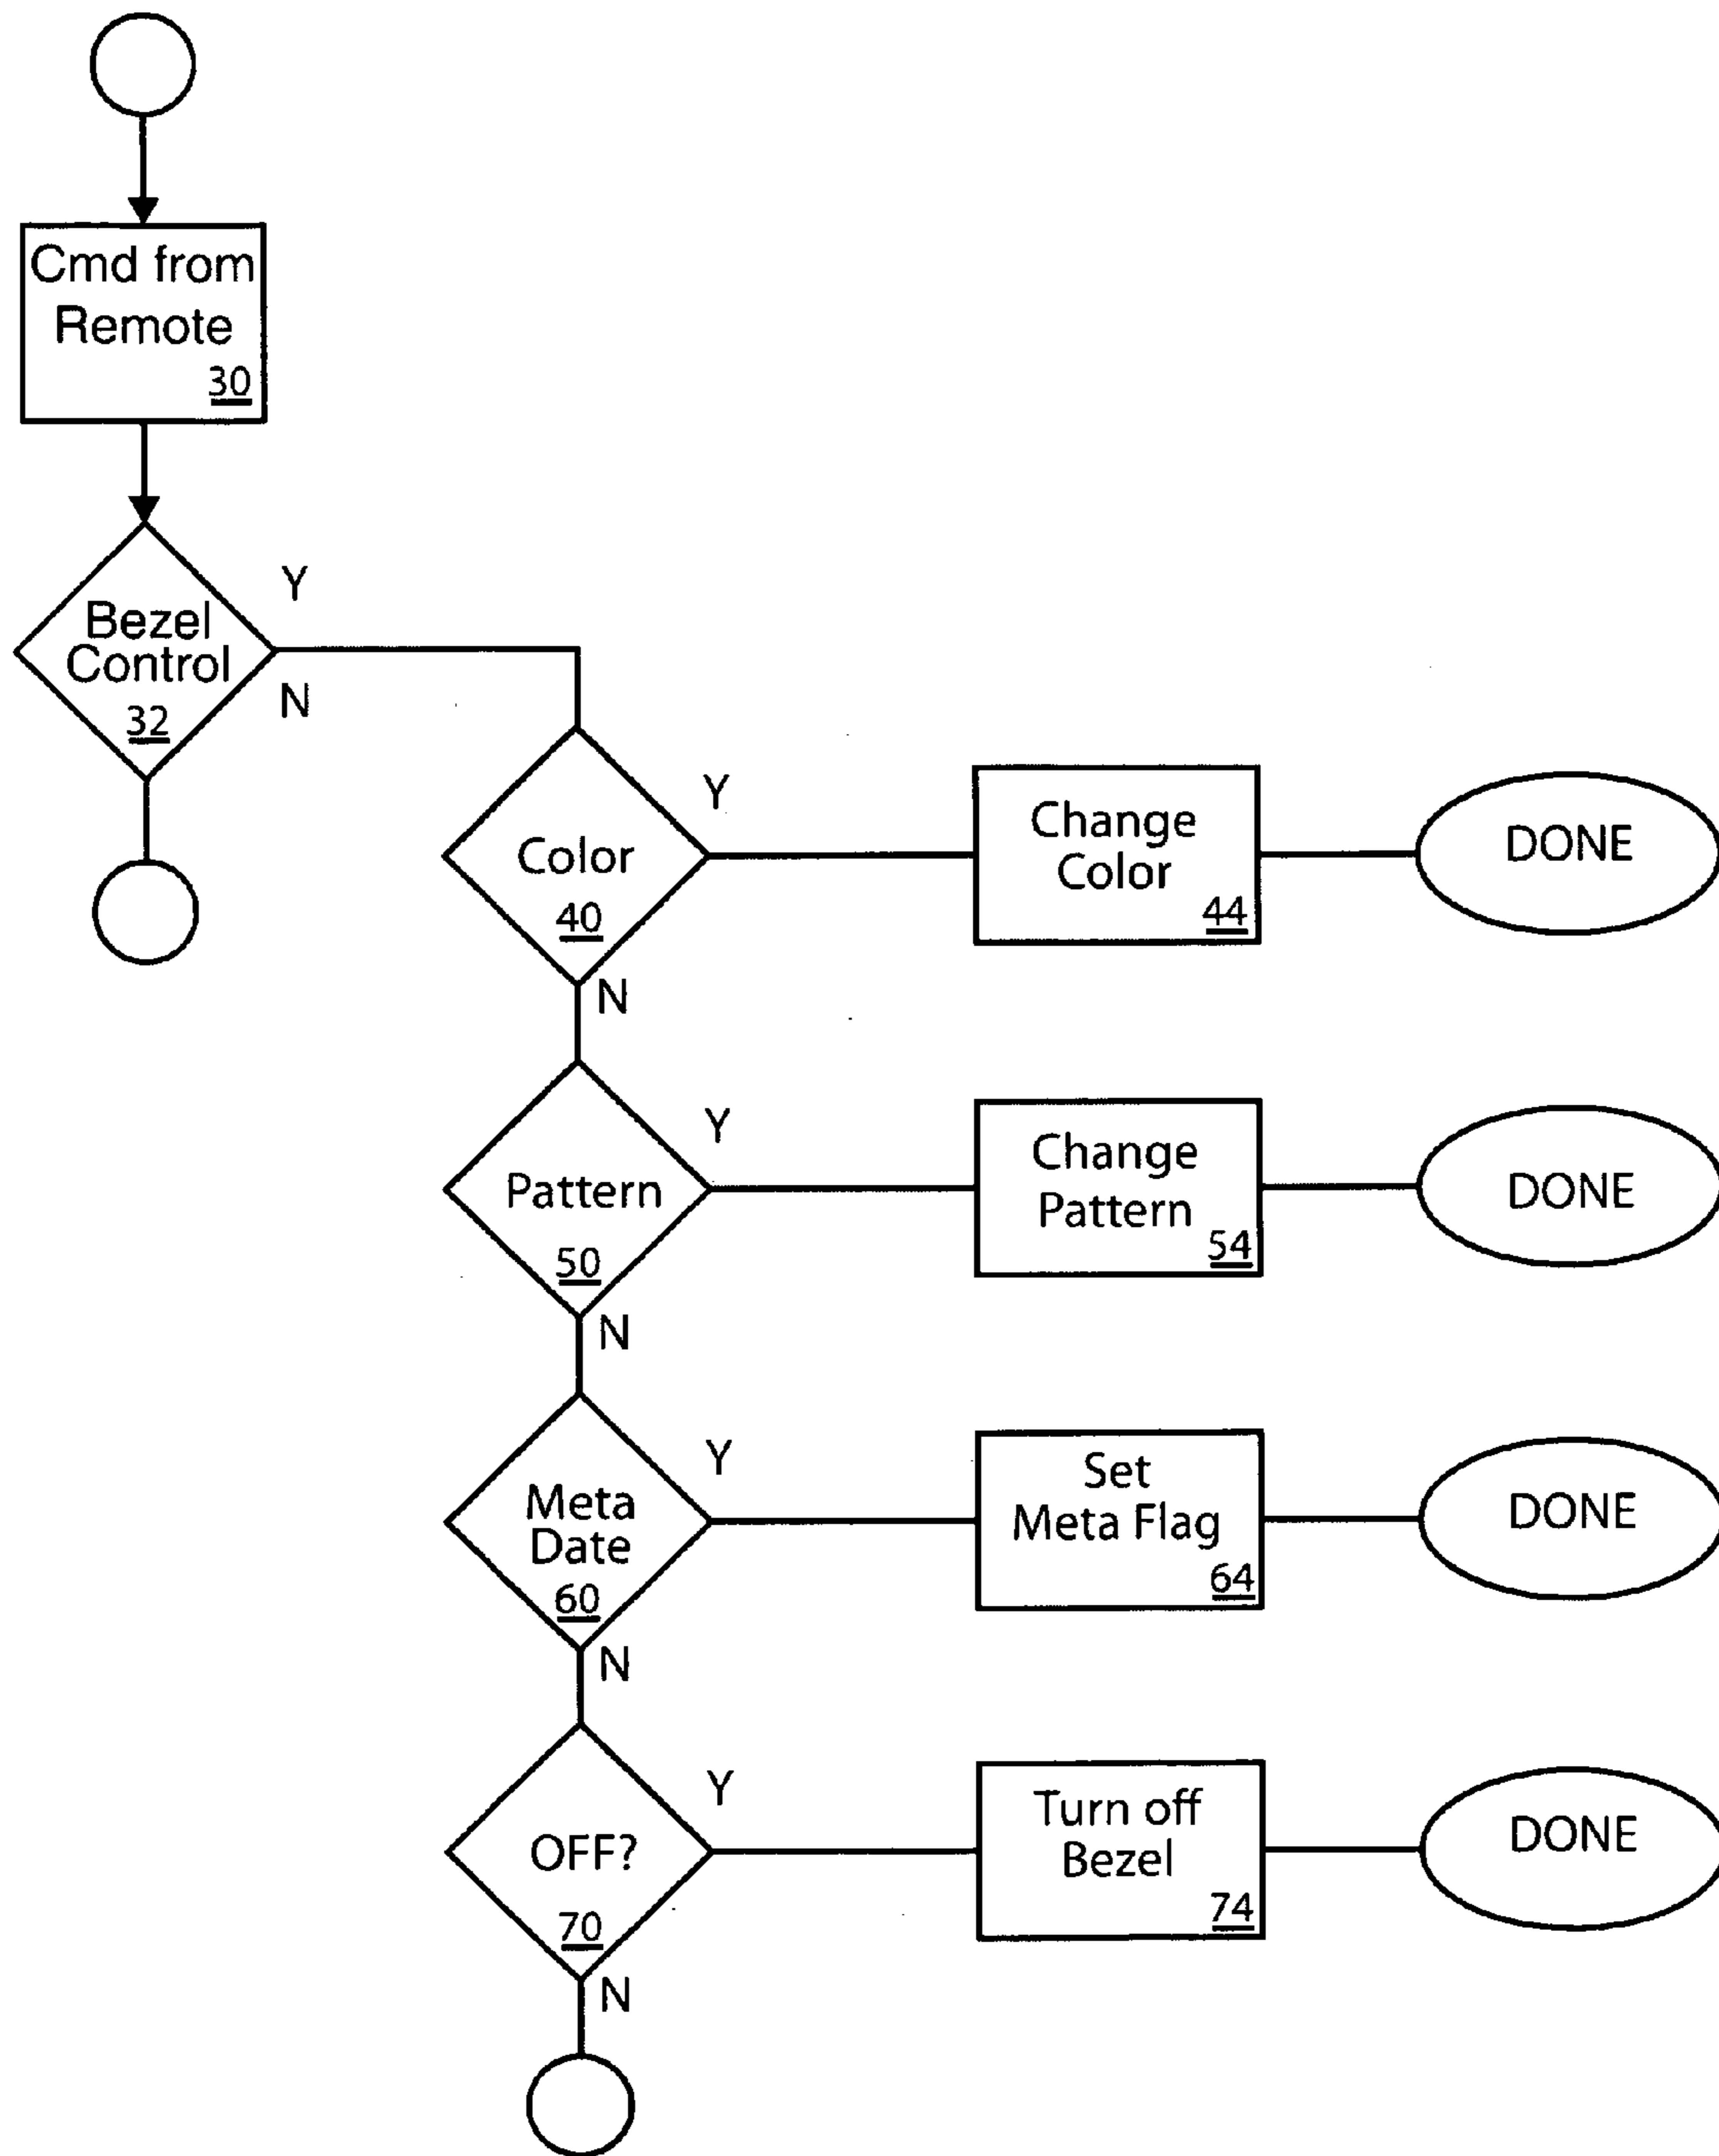 Cmd from
Remote
30
Bezel
Control
32
Y
N
Color
40
Y
N
Change
Color
44
DONE
Pattern
50
Y
N
Change
Pattern
54
DONE
Meta
Date
60
Y
N
Set
Meta Flag
64
DONE
OFF?
70
Y
N
Turn off
Bezel
74
DONE